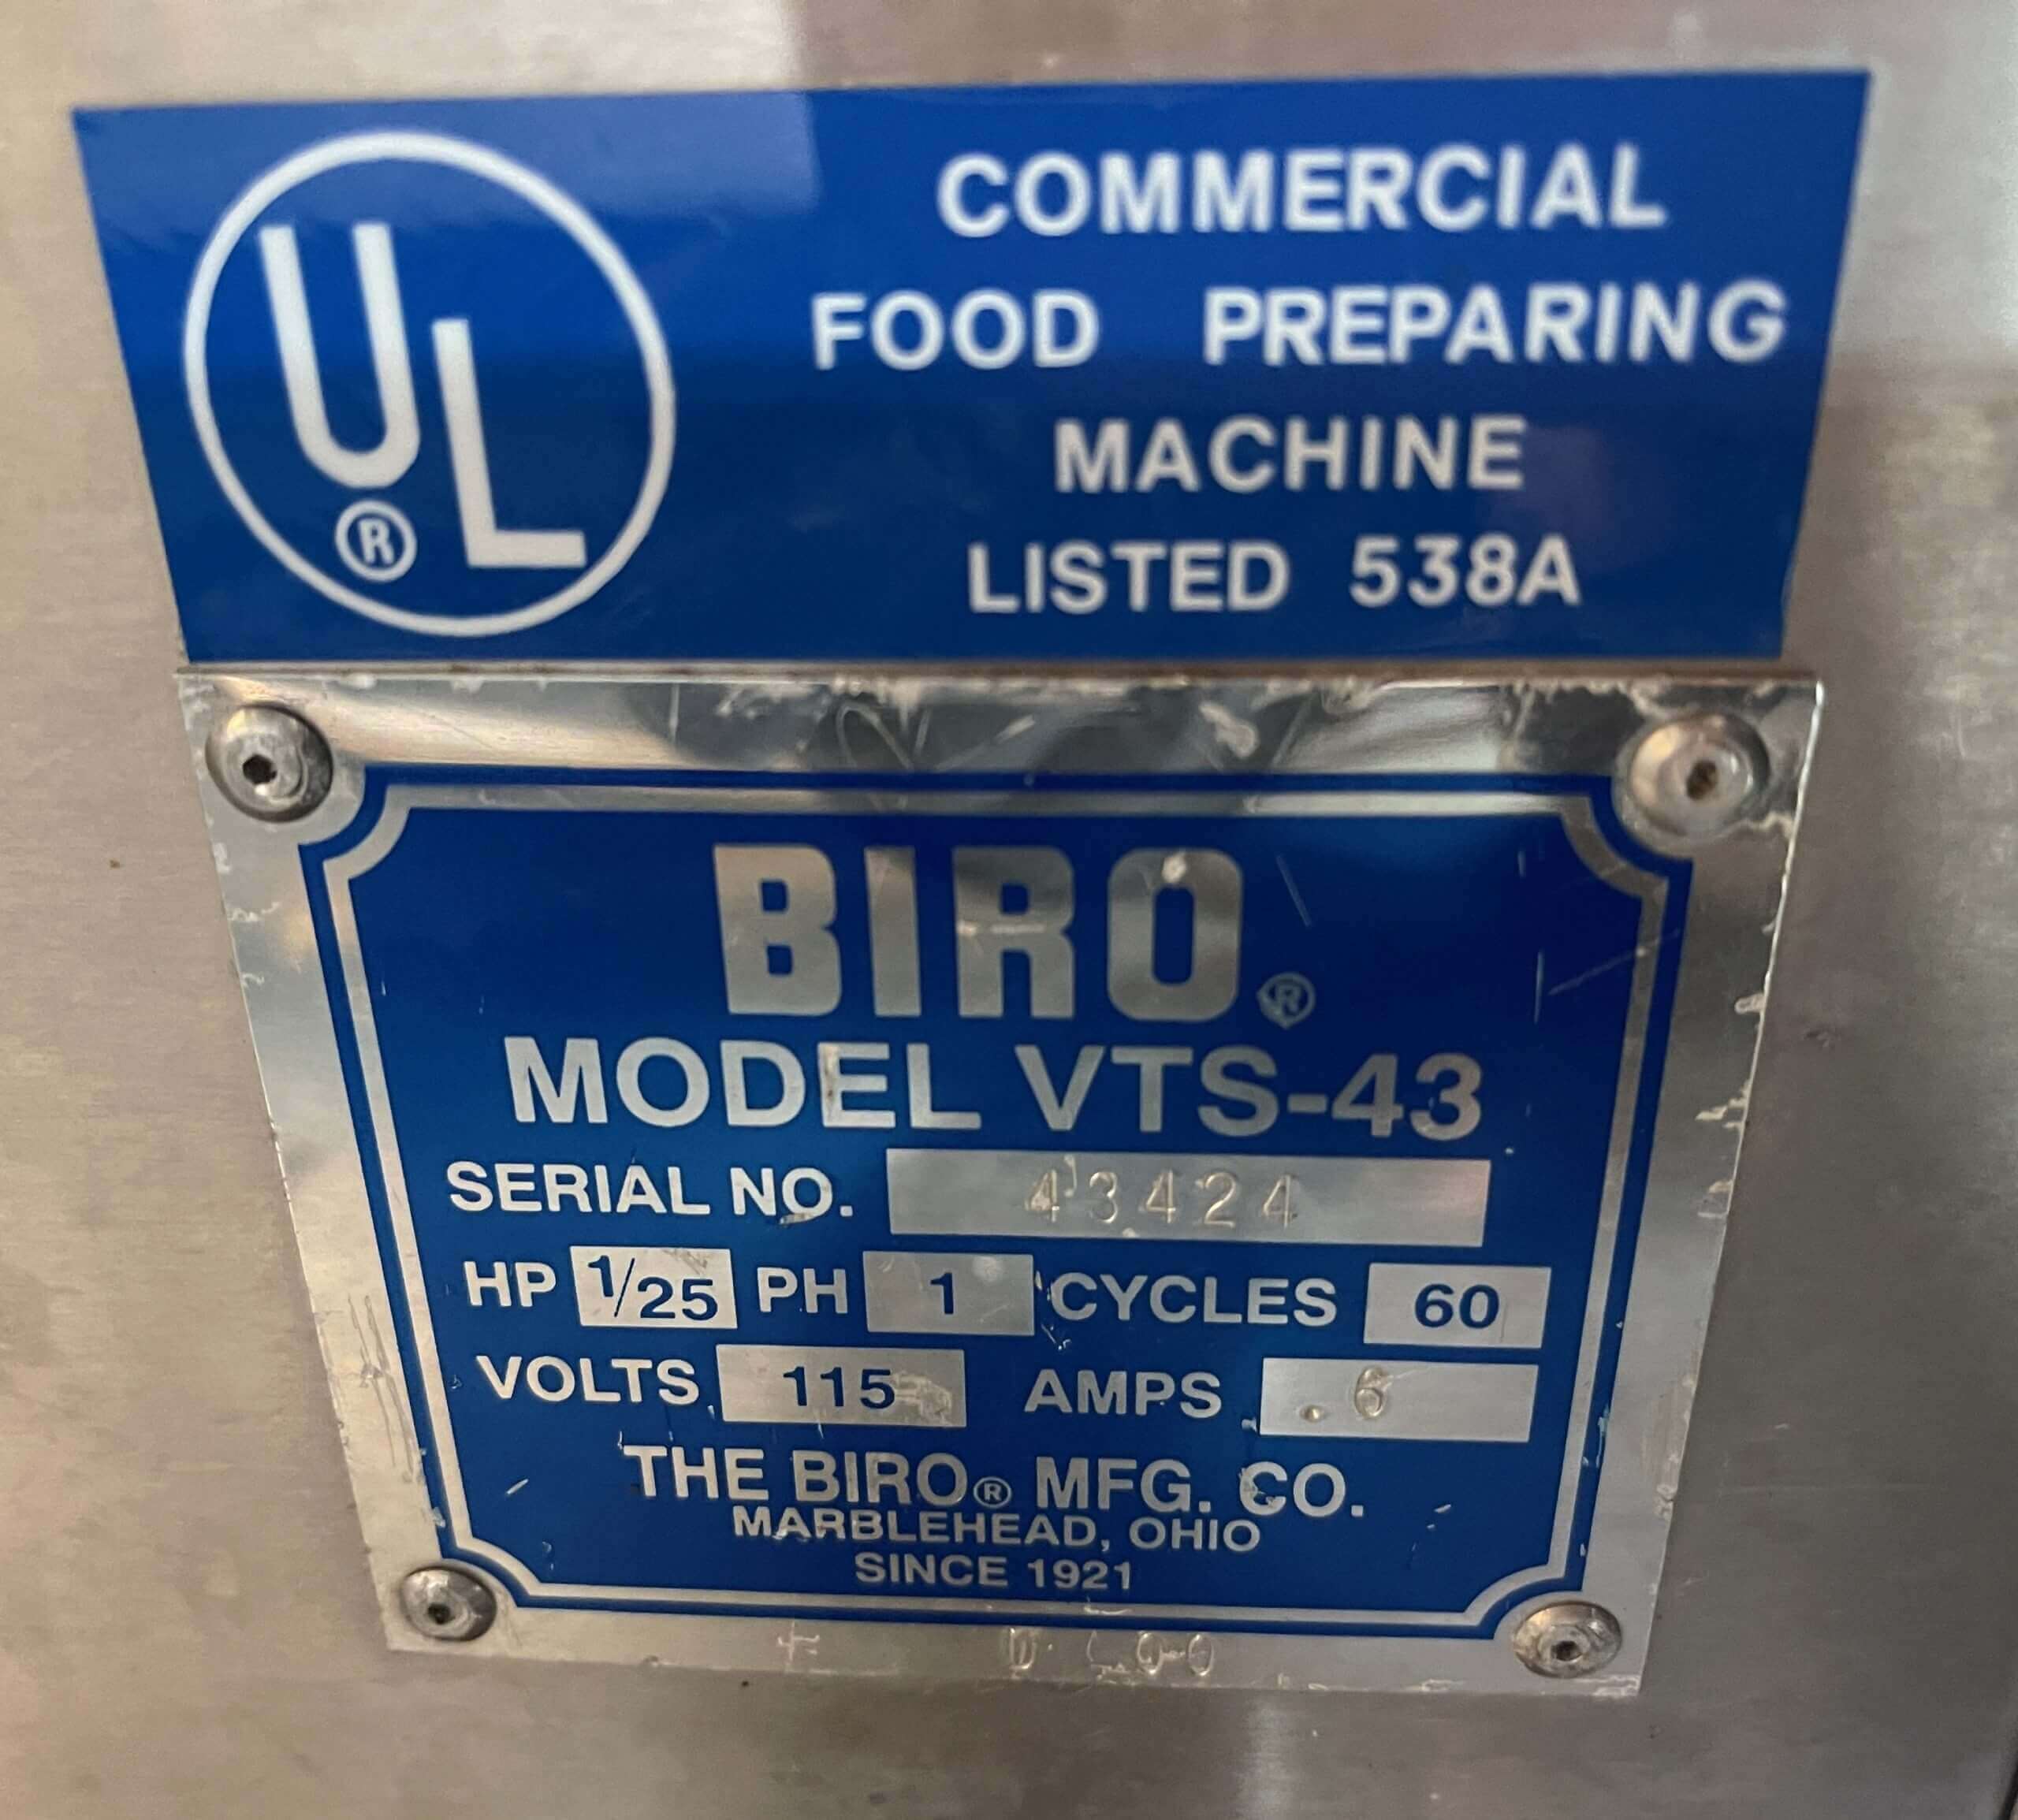 UL
®
COMMERCIAL
FOOD PREPARING
MACHINE
LISTED 538A
BIRO®
MODEL VTS-43
SERIAL NO. 43424
HP 1/25 PH 1 CYCLES 60
VOLTS 115 AMPS .6
THE BIRO® MFG. CO.
MARBLEHEAD, OHIO
SINCE 1921